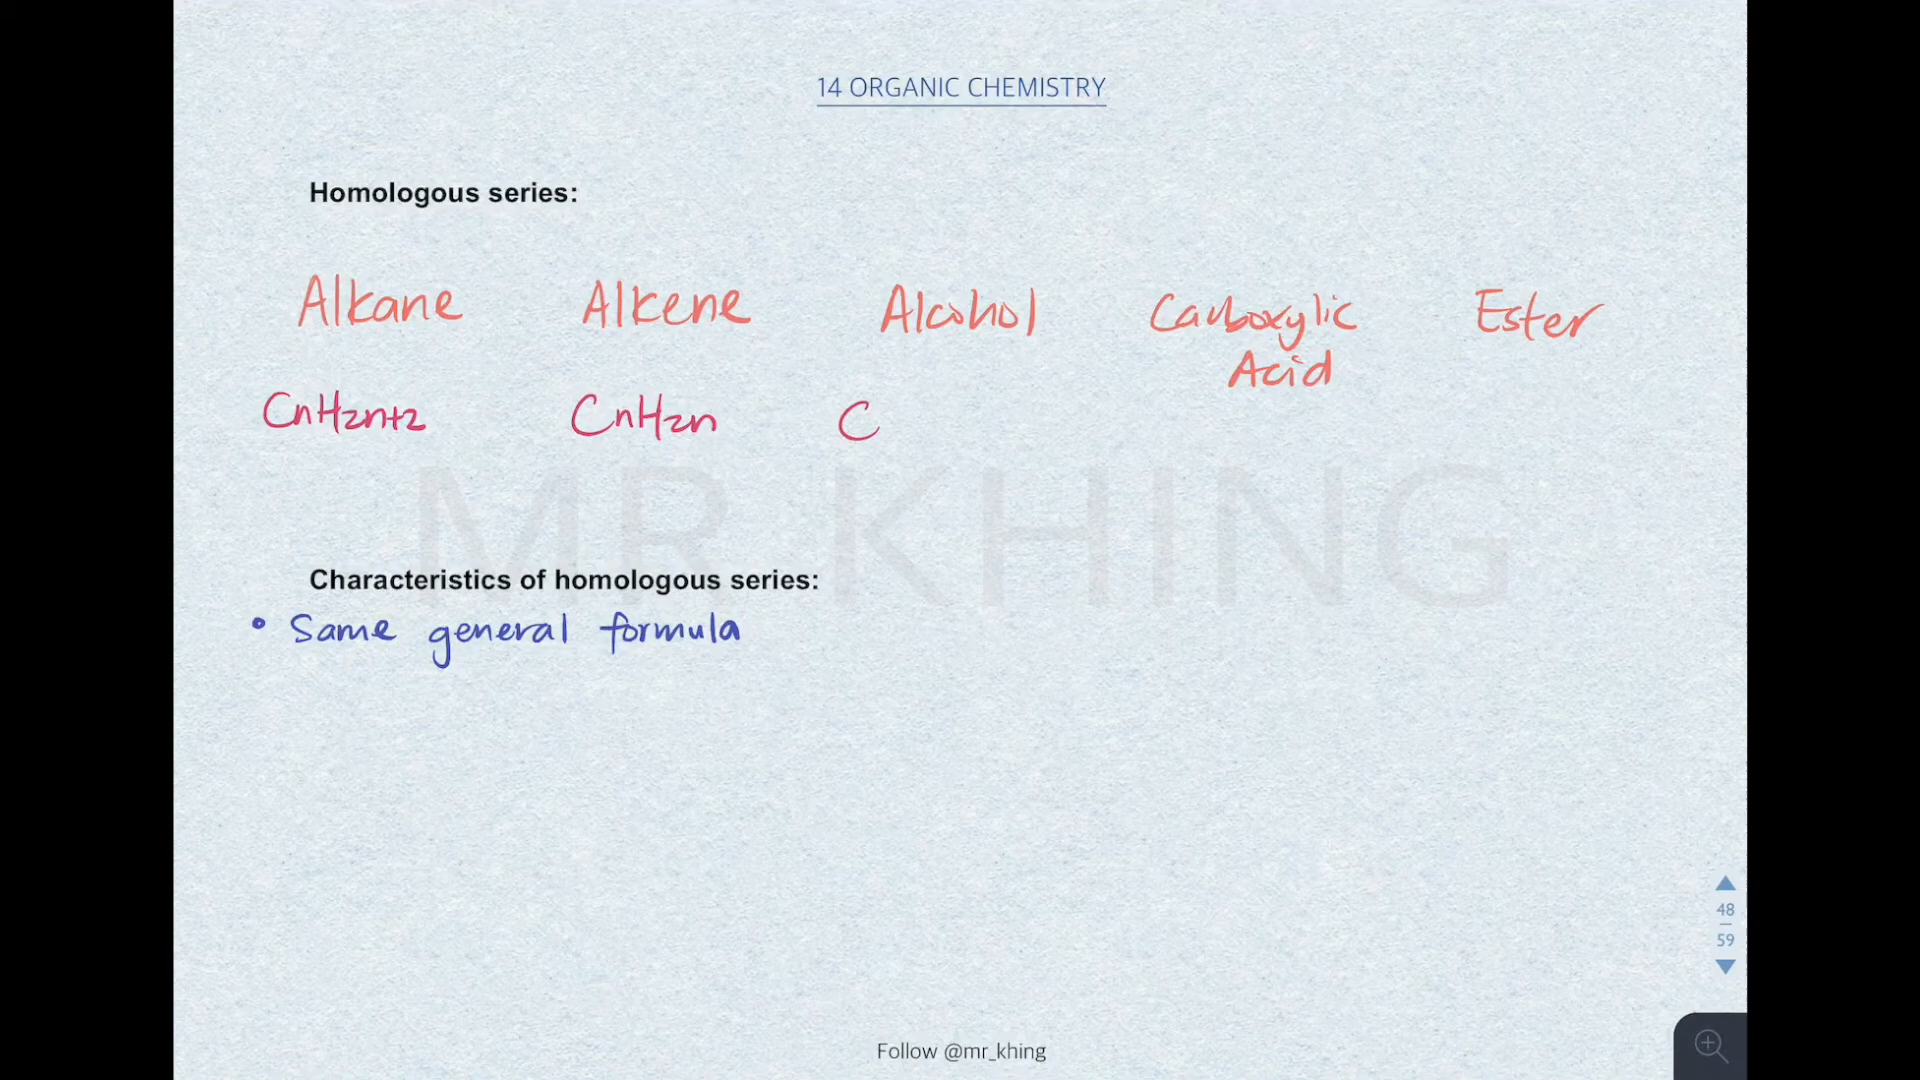 14 ORGANIC CHEMISTRY
Homologous series:
Alkane Alkene Alcohol Carboxylic Ester
Acid
CnH2n+2 CnH2n C
MR KHING
Characteristics of homologous series:
• Same general formula
48
59
Follow @mr_khing